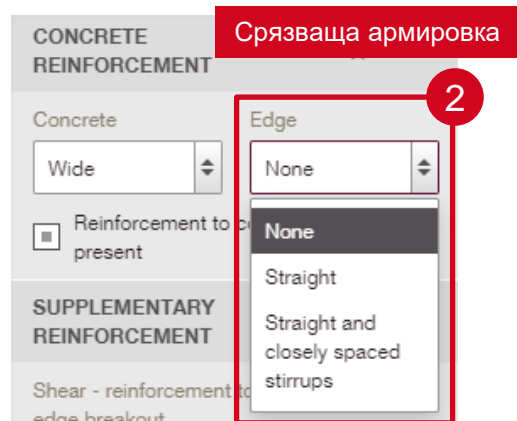 Срязваща армировка
CONCRETE
REINFORCEMENT
2
Concrete
Edge
Wide
None
Reinforcement to
present
None
Straight
Straight and
closely spaced
stirrups
SUPPLEMENTARY
REINFORCEMENT
Shear - reinforcement to
edge breakout